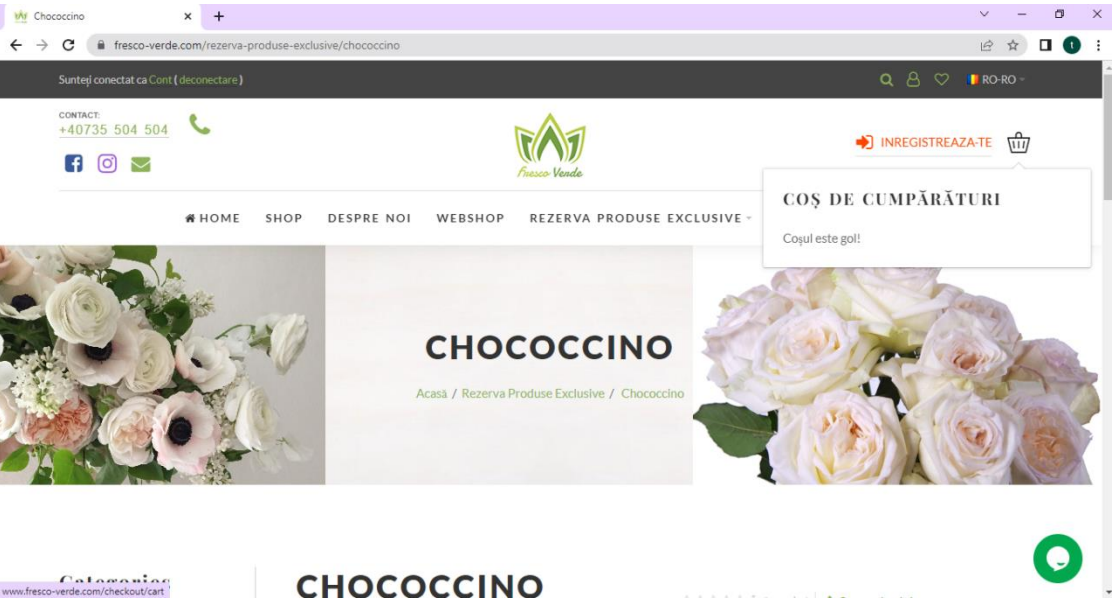 Chococcino
fresco-verde.com/rezerva-produse-exclusive/chococcino
t
Sunteți conectat ca Cont ( deconectare )
RO-RO
CONTACT:
+40735 504 504
Fresco Verde
INREGISTREAZA-TE
COȘ DE CUMPĂRĂTURI
Coșul este gol!
HOME SHOP DESPRE NOI WEBSHOP REZERVA PRODUSE EXCLUSIVE
CHOCOCCINO
Acasă / Rezerva Produse Exclusive / Chococcino
Categories
CHOCOCCINO
www.fresco-verde.com/checkout/cart